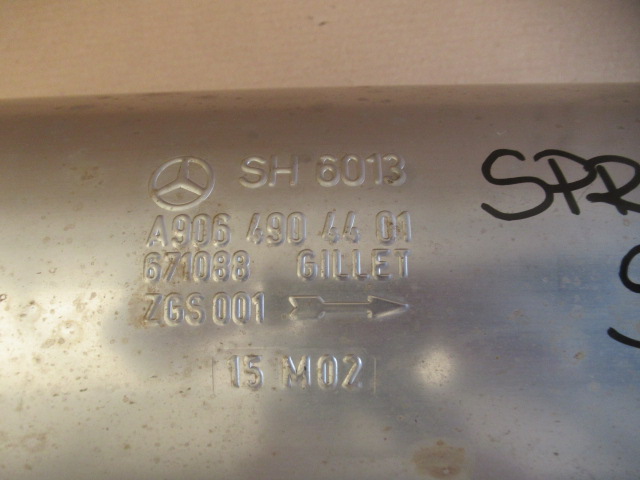 SH 6013
A906 490 44 01
671088 GILLET
ZGS 001
15 M02
SPR
S